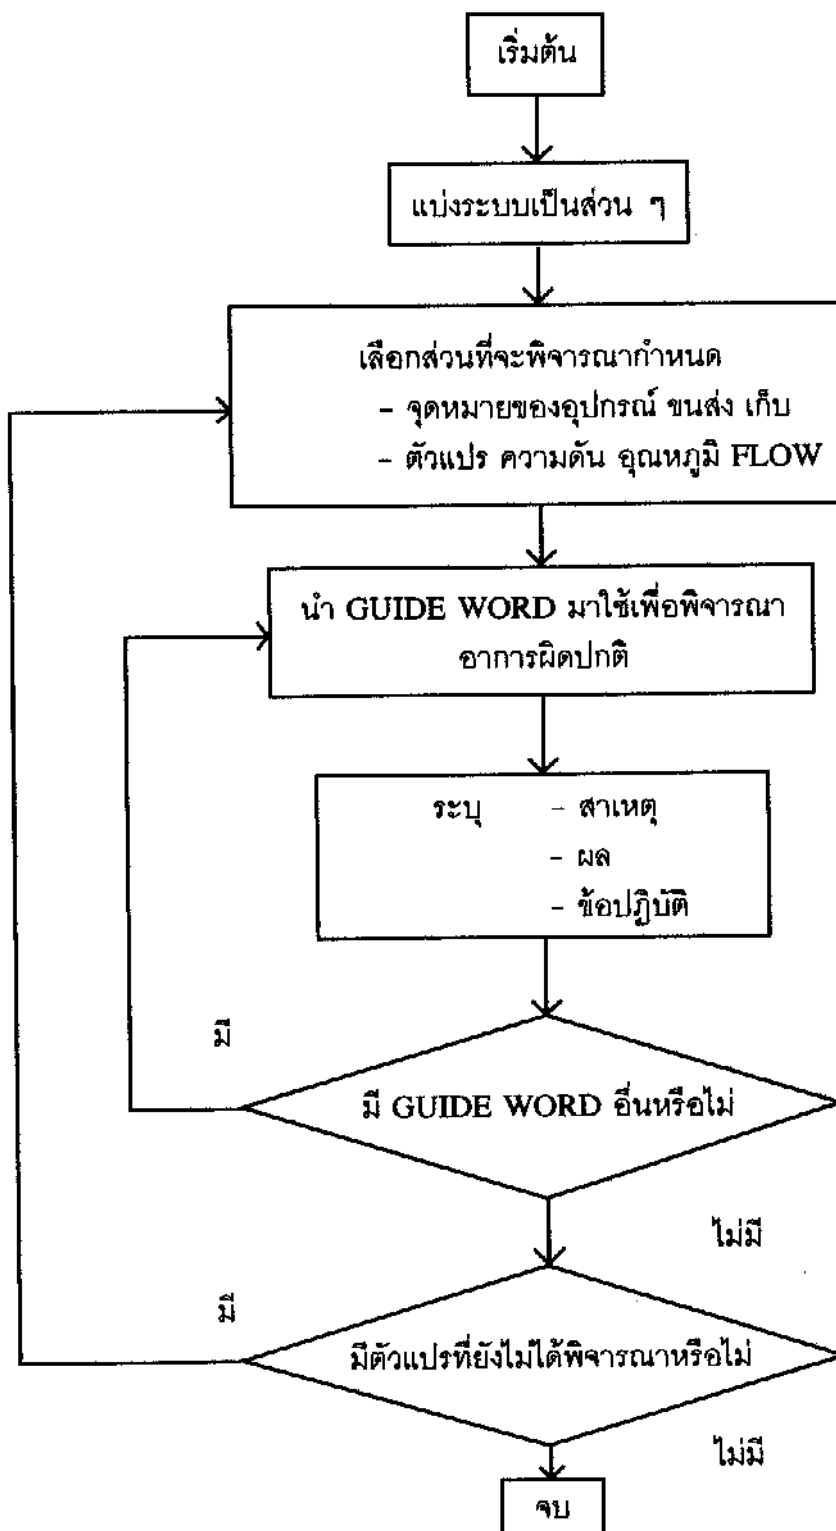 เริ่มต้น
แบ่งระบบเป็นส่วน ๆ
เลือกส่วนที่จะพิจารณากำหนด
- จุดหมายของอุปกรณ์ ขนส่ง เก็บ
- ตัวแปร ความดัน อุณหภูมิ FLOW
นำ GUIDE WORD มาใช้เพื่อพิจารณา
อาการผิดปกติ
ระบุ - สาเหตุ
- ผล
- ข้อปฏิบัติ
มี
มี GUIDE WORD อื่นหรือไม่
ไม่มี
มี
มีตัวแปรที่ยังไม่ได้พิจารณาหรือไม่
ไม่มี
จบ